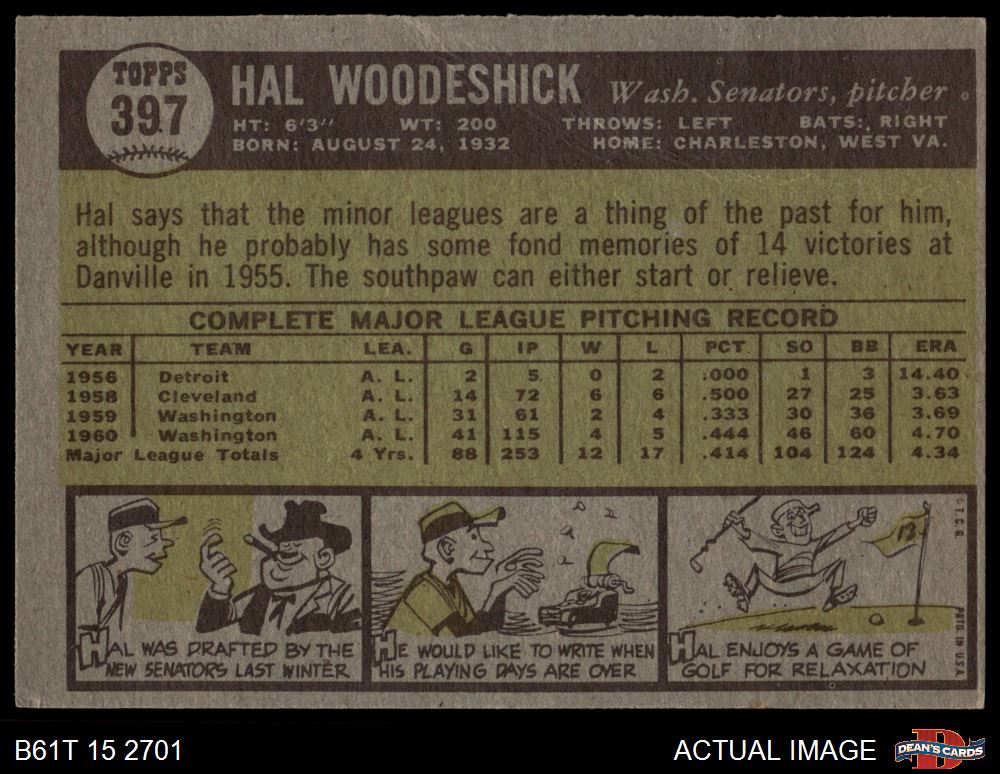 TOPPS
397
HAL WOODESHICK Wash. Senators, pitcher
HT: 6'3" WT: 200 THROWS: LEFT BATS: RIGHT
BORN: AUGUST 24, 1932 HOME: CHARLESTON, WEST VA.
Hal says that the minor leagues are a thing of the past for him,
although he probably has some fond memories of 14 victories at
Danville in 1955. The southpaw can either start or relieve.
COMPLETE MAJOR LEAGUE PITCHING RECORD
YEAR TEAM LEA. G IP W L PCT. SO BB ERA
1956 Detroit A. L. 2 5 0 2 .000 1 3 14.40
1958 Cleveland A. L. 14 72 6 6 .500 27 25 3.63
1959 Washington A. L. 31 61 2 4 .333 30 36 3.69
1960 Washington A. L. 41 115 4 5 .444 46 60 4.70
Major League Totals 4 Yrs. 88 253 12 17 .414 104 124 4.34
HAL WAS DRAFTED BY THE
NEW SENATORS LAST WINTER
HE WOULD LIKE TO WRITE WHEN
HIS PLAYING DAYS ARE OVER
13
HAL ENJOYS A GAME OF
GOLF FOR RELAXATION
© T.C.G.
PRTD IN U.S.A.
B61T 15 2701 ACTUAL IMAGE
D
DEAN'S CARDS